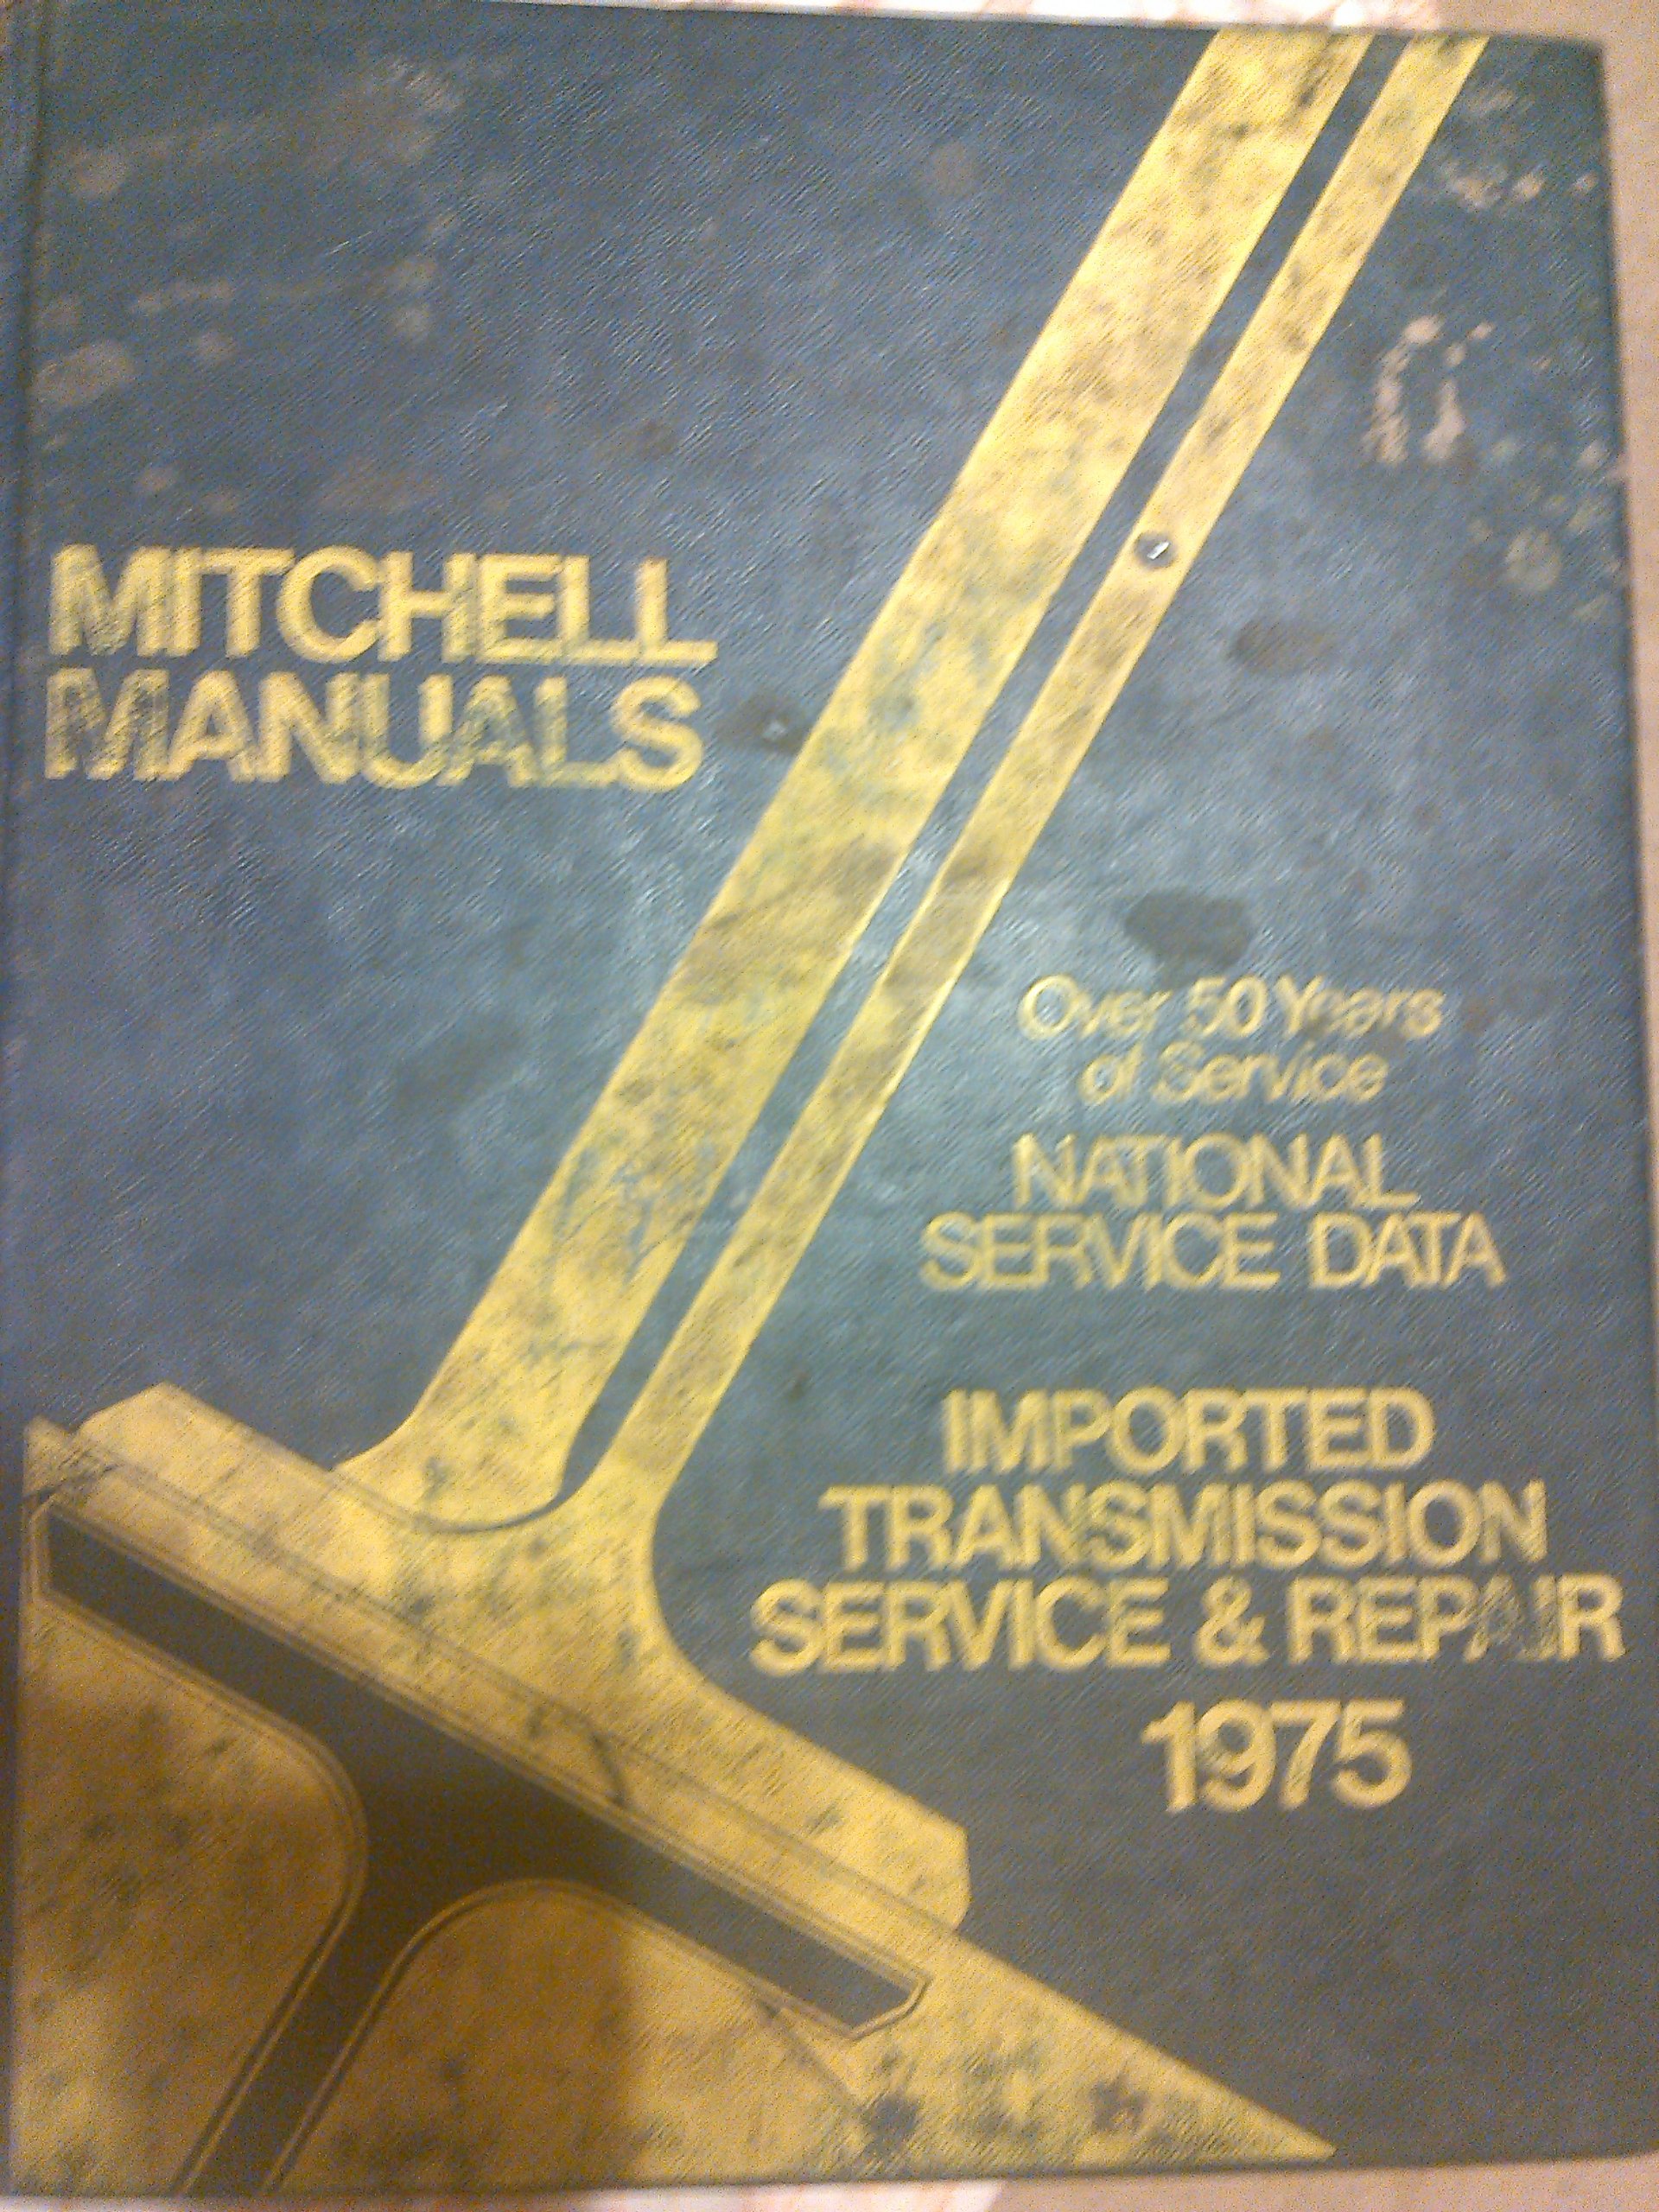 MITCHELL
MANUALS
Over 50 Years
of Service
NATIONAL
SERVICE DATA
IMPORTED
TRANSMISSION
SERVICE & REPAIR
1975